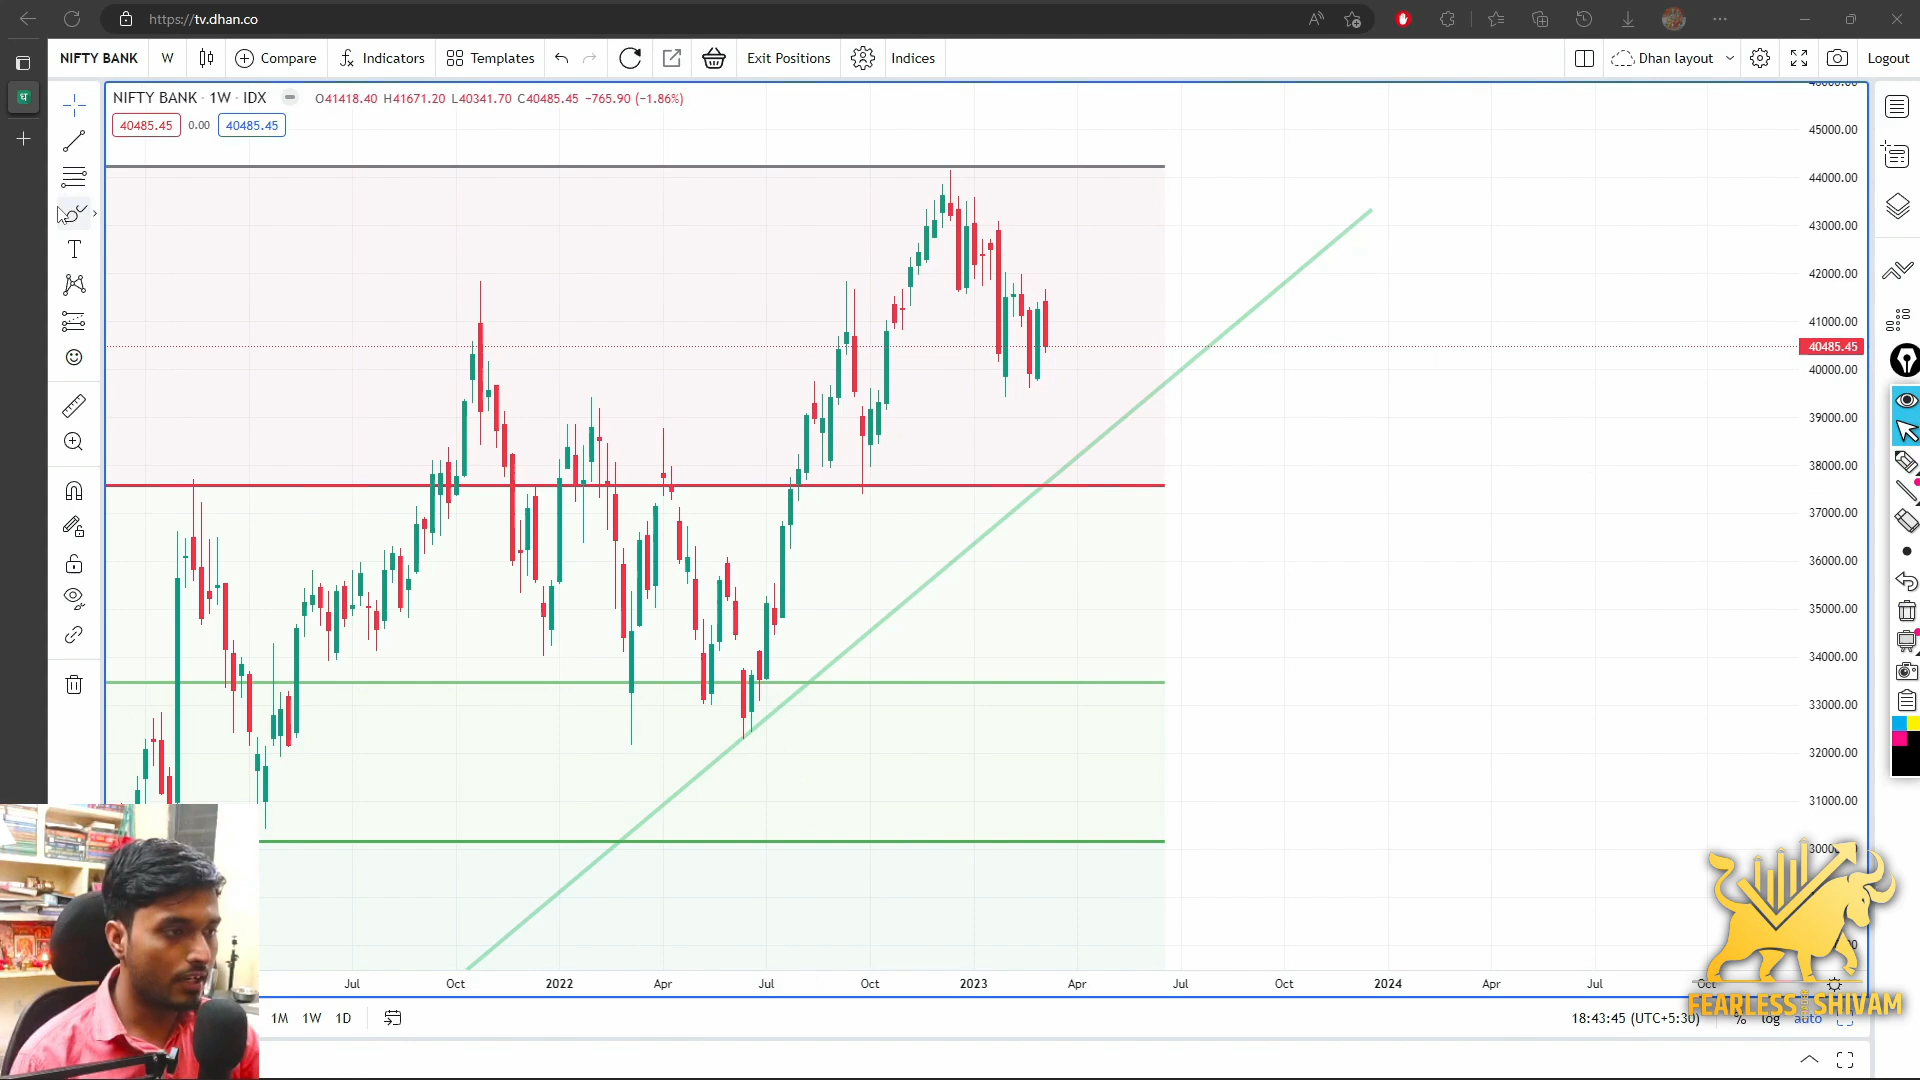 https://tv.dhan.co
NIFTY BANK
W
Compare
Indicators
Templates
Exit Positions
Indices
Dhan layout
Logout
NIFTY BANK · 1W · IDX
O41418.40 H41671.20 L40341.70 C40485.45 −765.90 (−1.86%)
40485.45 0.00 40485.45
45000.00
44000.00
43000.00
42000.00
41000.00
40485.45
40000.00
39000.00
38000.00
37000.00
36000.00
35000.00
34000.00
33000.00
32000.00
31000.00
Jul Oct 2022 Apr Jul Oct 2023 Apr Jul Oct 2024 Apr Jul Oct
FEARLESS SHIVAM
1M 1W 1D
18:43:45 (UTC+5:30) % log auto